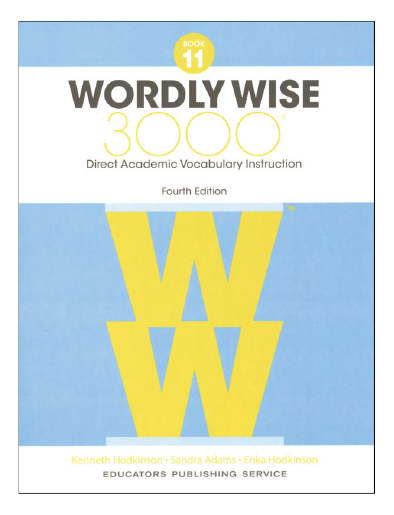 BOOK
11
WORDLY WISE
3000®
Direct Academic Vocabulary Instruction
Fourth Edition
W
W
Kenneth Hodkinson • Sandra Adams • Erika Hodkinson
EDUCATORS PUBLISHING SERVICE